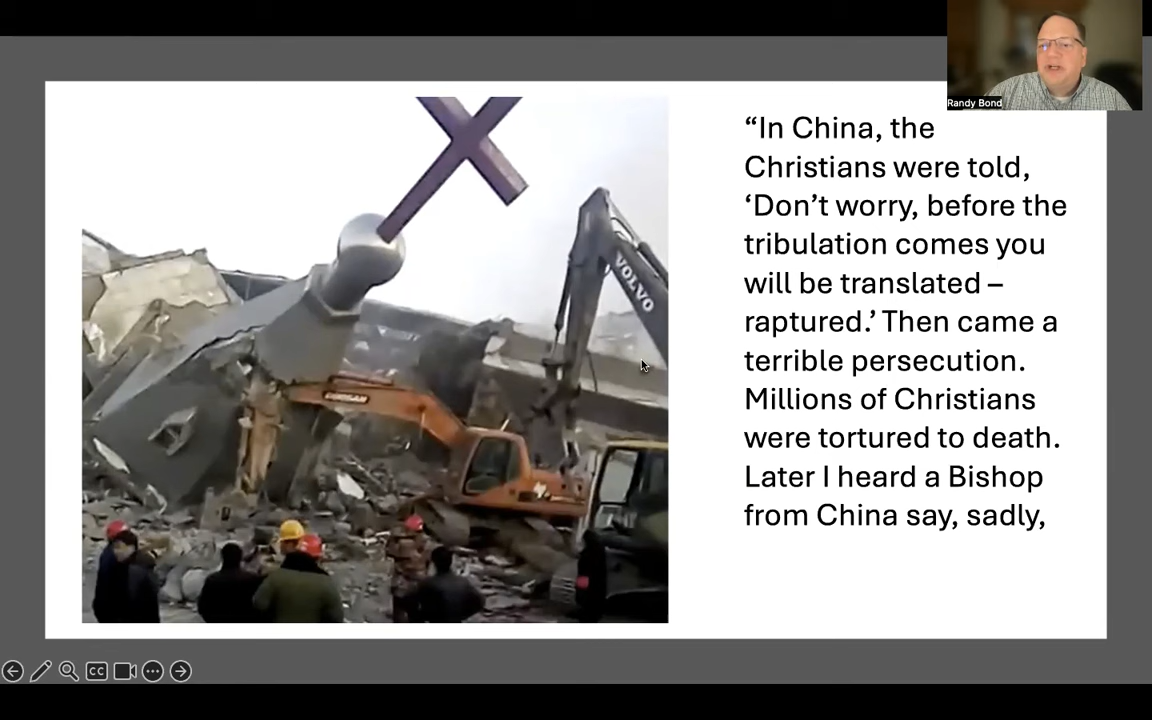 Randy Bond
“In China, the
Christians were told,
‘Don’t worry, before the
tribulation comes you
will be translated –
raptured.’ Then came a
terrible persecution.
Millions of Christians
were tortured to death.
Later I heard a Bishop
from China say, sadly,
VOLVO
DOOSAN
CC